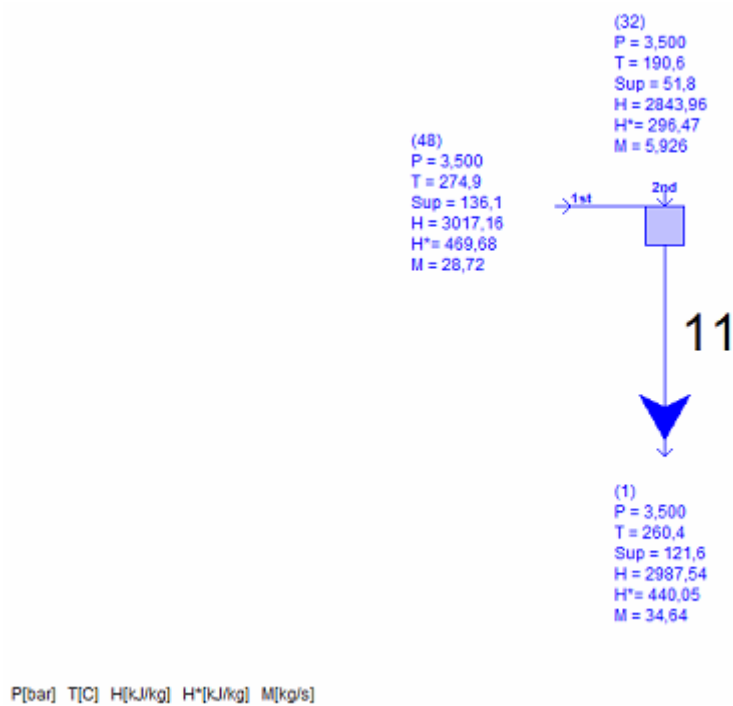 (32)
P = 3,500
T = 190,6
Sup = 51,8
H = 2843,96
H*= 296,47
M = 5,926
(48)
P = 3,500
T = 274,9
Sup = 136,1
H = 3017,16
H*= 469,68
M = 28,72
2nd
1st
11
(1)
P = 3,500
T = 260,4
Sup = 121,6
H = 2987,54
H*= 440,05
M = 34,64
P[bar] T[C] H[kJ/kg] H*[kJ/kg] M[kg/s]